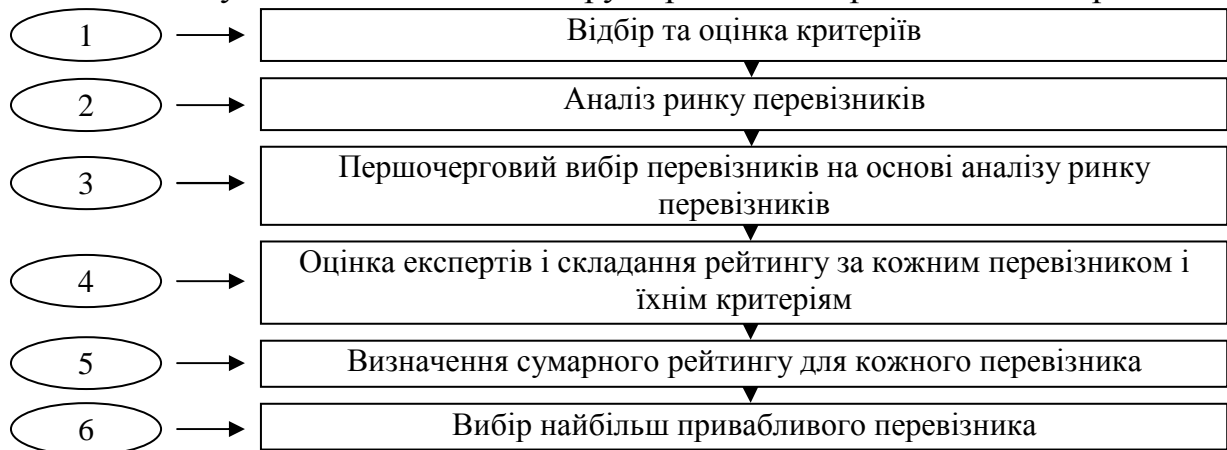 1
Відбір та оцінка критеріїв
2
Аналіз ринку перевізників
3
Першочерговий вибір перевізників на основі аналізу ринку
перевізників
4
Оцінка експертів і складання рейтингу за кожним перевізником і
їхнім критеріям
5
Визначення сумарного рейтингу для кожного перевізника
6
Вибір найбільш привабливого перевізника